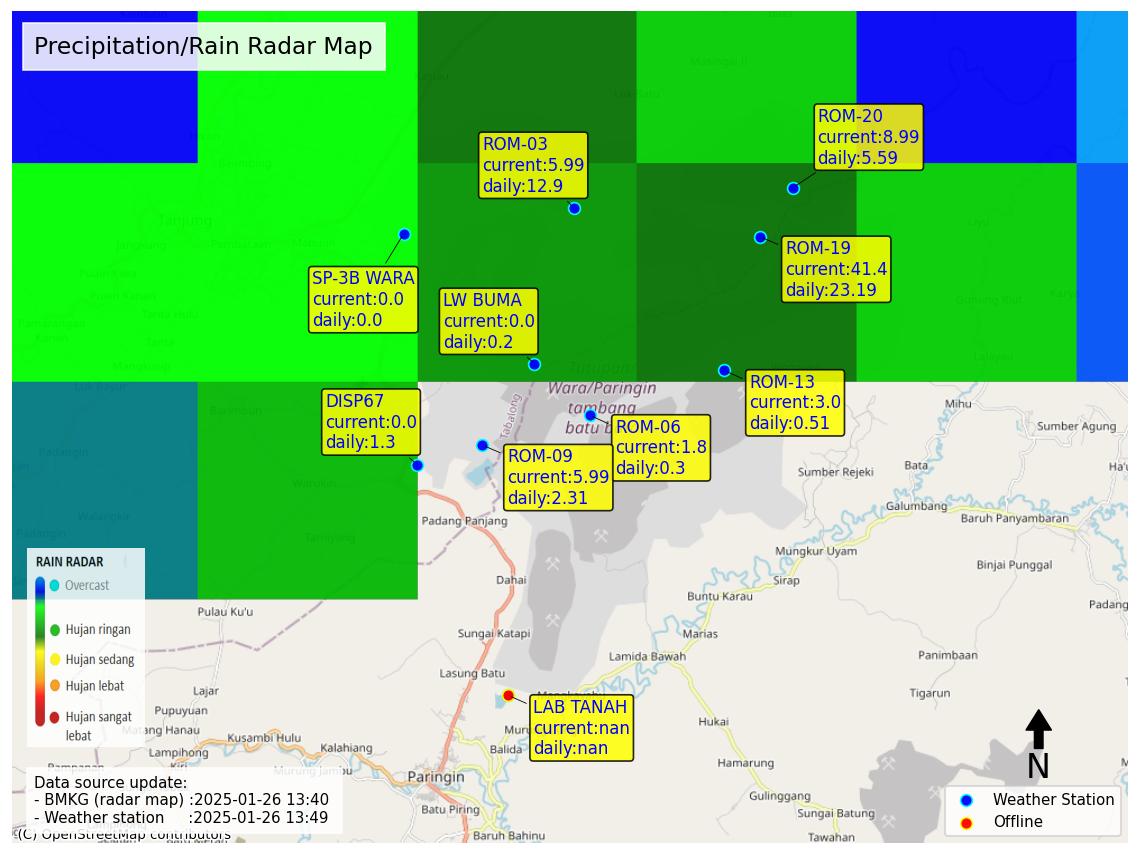 Precipitation/Rain Radar Map
ROM-20
current:8.99
daily:5.59
ROM-03
current:5.99
daily:12.9
ROM-19
current:41.4
daily:23.19
SP-3B WARA
current:0.0
daily:0.0
LW BUMA
current:0.0
daily:0.2
Tanjung
Tutupan
Wara/Paringin
tambang
Tabalong
ROM-13
current:3.0
daily:0.51
DISP67
current:0.0
daily:1.3
ROM-06
current:1.8
daily:0.3
ROM-09
current:5.99
daily:2.31
Mihu
Sumber Agung
Bata
Sumber Rejeki
Galumbang
Baruh Panyambaran
Padang Panjang
Mungkur Uyam
Binjai Punggal
Dahai
Sirap
Buntu Karau
Pulau Ku'u
Sungai Katapi
Marias
Lamida Bawah
Panimbaan
Lasung Batu
Lajar
Tigarun
Pupuyuan
Hukai
Kusambi Hulu
Kalahiang
Balida
Lampihong
Hamarung
Murung Jambu
Paringin
Gulinggang
Batu Piring
Sungai Batung
Baruh Bahinu
Tawahan
RAIN RADAR
Overcast
Hujan ringan
Hujan sedang
Hujan lebat
Hujan sangat
lebat
LAB TANAH
current:nan
daily:nan
N
Data source update:
- BMKG (radar map) :2025-01-26 13:40
- Weather station :2025-01-26 13:49
Weather Station
Offline
(C) OpenStreetMap contributors